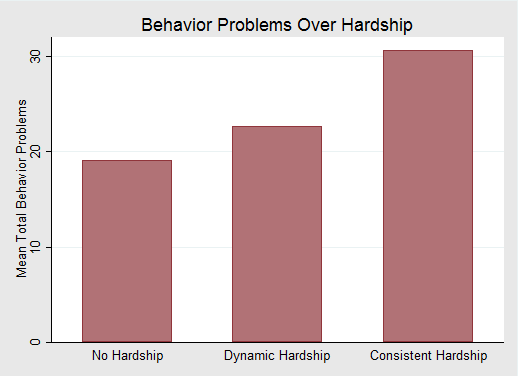 Behavior Problems Over Hardship
Mean Total Behavior Problems
30
20
10
0
No Hardship
Dynamic Hardship
Consistent Hardship